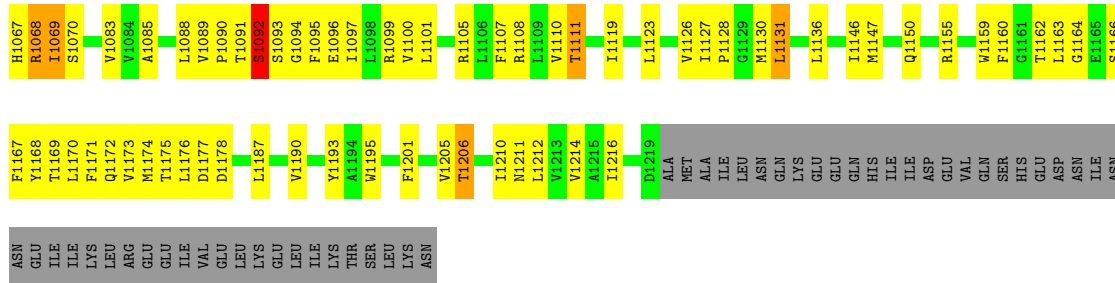 H1067 R1068 I1069 S1070 V1083 V1084 A1085 L1088 V1089 P1090 T1091 S1092 S1093 G1094 F1095 E1096 I1097 L1098 R1099 V1100 L1101 R1105 L1106 F1107 R1108 L1109 V1110 T1111 I1119 L1123 V1126 I1127 P1128 G1129 M1130 L1131 L1136 I1146 M1147 Q1150 R1155 W1159 F1160 G1161 T1162 L1163 G1164 E1165 S1166
F1167 Y1168 T1169 L1170 F1171 Q1172 V1173 M1174 T1175 L1176 D1177 D1178 L1187 V1190 Y1193 A1194 W1195 F1201 V1205 T1206 I1210 N1211 L1212 V1213 V1214 A1215 I1216 D1219 ALA MET ALA ILE LEU ASN GLN LYS GLU GLU GLN HIS ILE ILE ASP GLU VAL GLN SER HIS GLU ASP ASN ILE ASN
ASN GLU ILE ILE LYS LEU ARG GLU GLU ILE VAL GLU LEU LYS GLU LEU ILE LYS THR SER LEU LYS ASN